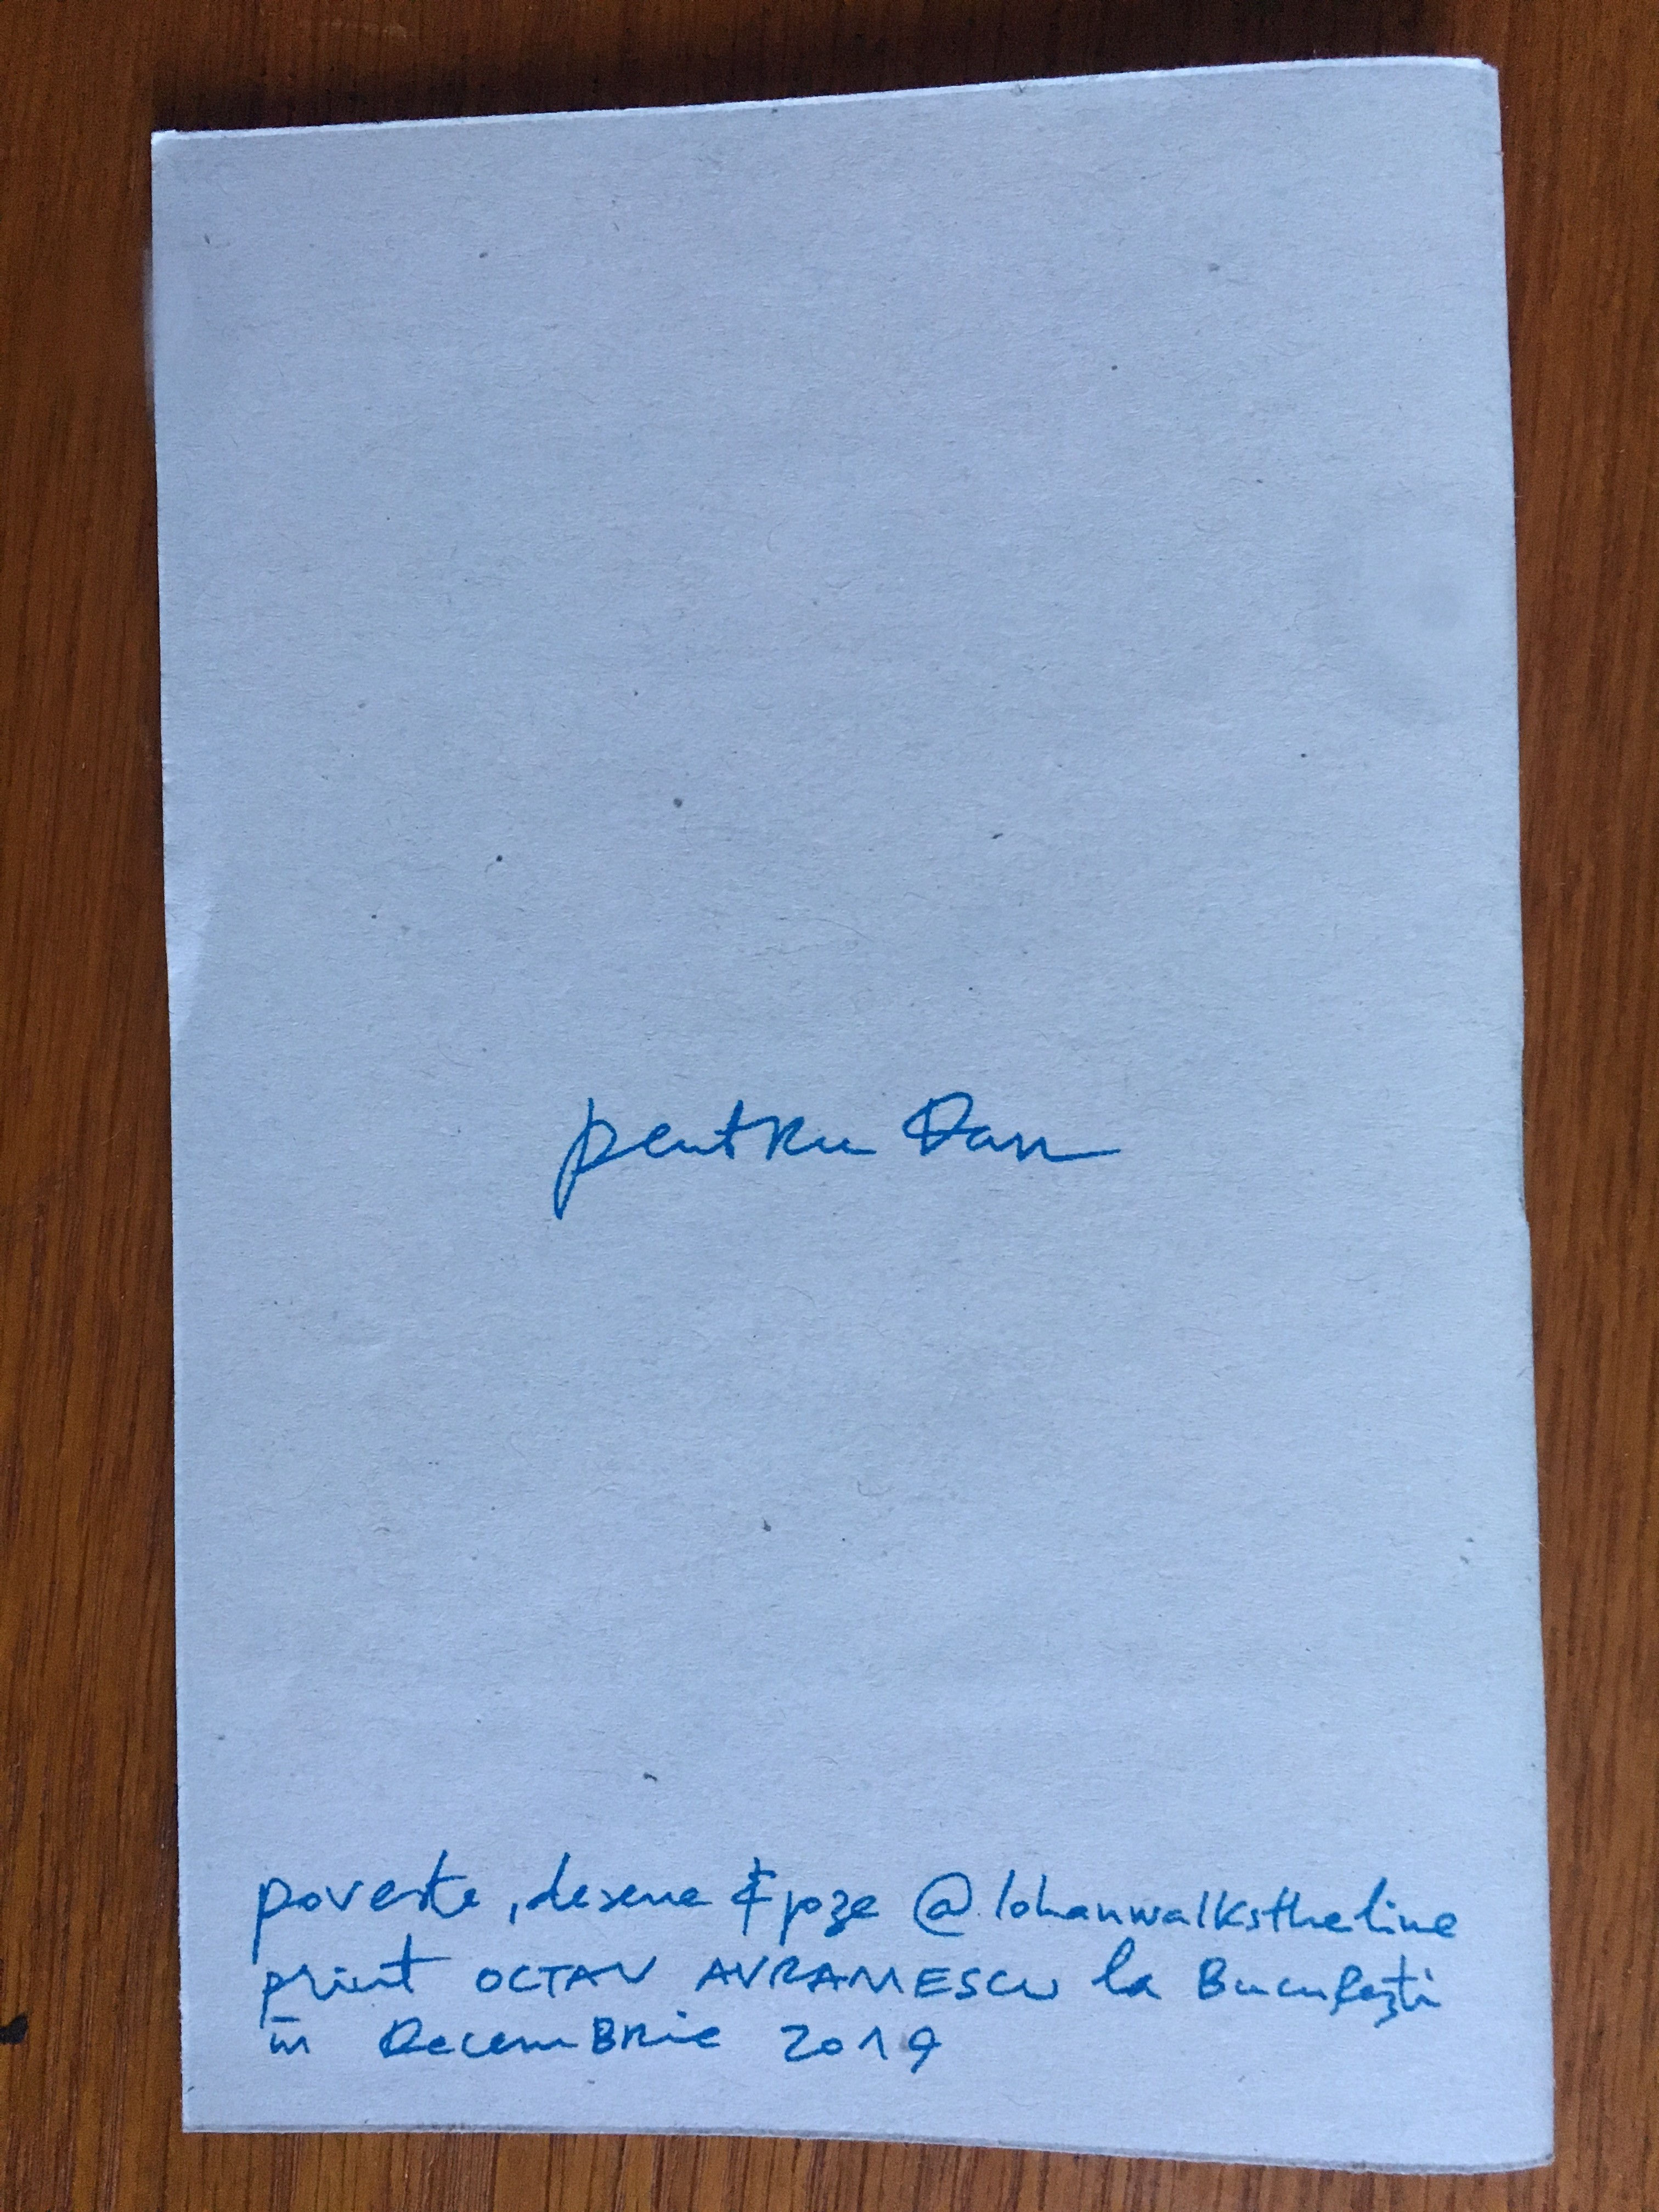 pentru Dan
poveste, desene & poze @lohanwalkstheline
print OCTAV AVRAMESCU la București
în Decembrie 2019